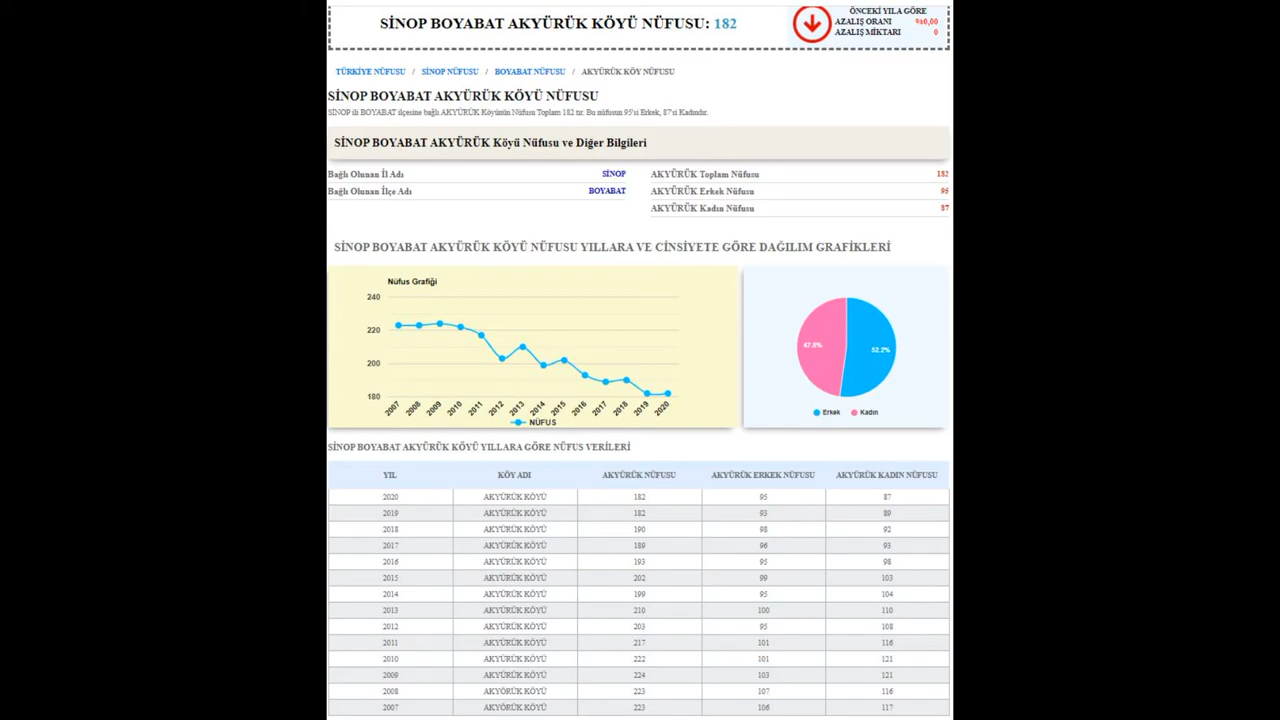 SİNOP BOYABAT AKYÜRÜK KÖYÜ NÜFUSU: 182
ÖNCEKİ YILA GÖRE
AZALIŞ ORANI %0,00
AZALIŞ MİKTARI 0
TÜRKİYE NÜFUSU / SİNOP NÜFUSU / BOYABAT NÜFUSU / AKYÜRÜK KÖY NÜFUSU
SİNOP BOYABAT AKYÜRÜK KÖYÜ NÜFUSU
SİNOP ili BOYABAT ilçesine bağlı AKYÜRÜK Köyünün Nüfusu Toplam 182 tır. Bu nüfusun 95'si Erkek, 87'si Kadındır.
SİNOP BOYABAT AKYÜRÜK Köyü Nüfusu ve Diğer Bilgileri
Bağlı Olunan İl Adı SİNOP
Bağlı Olunan İlçe Adı BOYABAT
AKYÜRÜK Toplam Nüfusu 182
AKYÜRÜK Erkek Nüfusu 95
AKYÜRÜK Kadın Nüfusu 87
SİNOP BOYABAT AKYÜRÜK KÖYÜ NÜFUSU YILLARA VE CİNSİYETE GÖRE DAĞILIM GRAFİKLERİ
Nüfus Grafiği
240
220
200
180
2007 2008 2009 2010 2011 2012 2013 2014 2015 2016 2017 2018 2019 2020
NÜFUS
47.8% 52.2%
Erkek Kadın
SİNOP BOYABAT AKYÜRÜK KÖYÜ YILLARA GÖRE NÜFUS VERİLERİ
YIL KÖY ADI AKYÜRÜK NÜFUSU AKYÜRÜK ERKEK NÜFUSU AKYÜRÜK KADIN NÜFUSU
2020 AKYÜRÜK KÖYÜ 182 95 87
2019 AKYÜRÜK KÖYÜ 182 93 89
2018 AKYÜRÜK KÖYÜ 190 98 92
2017 AKYÜRÜK KÖYÜ 189 96 93
2016 AKYÜRÜK KÖYÜ 193 95 98
2015 AKYÜRÜK KÖYÜ 202 99 103
2014 AKYÜRÜK KÖYÜ 199 95 104
2013 AKYÜRÜK KÖYÜ 210 100 110
2012 AKYÜRÜK KÖYÜ 203 95 108
2011 AKYÜRÜK KÖYÜ 217 101 116
2010 AKYÜRÜK KÖYÜ 222 101 121
2009 AKYÜRÜK KÖYÜ 224 103 121
2008 AKYÖRÜK KÖYÜ 223 107 116
2007 AKYÖRÜK KÖYÜ 223 106 117